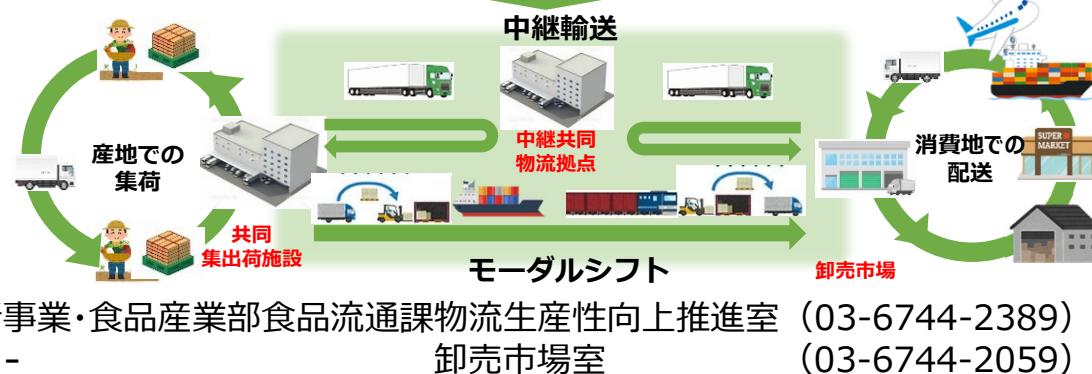 中継輸送
中継共同
物流拠点
産地での
集荷
消費地での
配送
SUPER
MARKET
共同
集出荷施設
モーダルシフト
卸売市場
事業・食品産業部食品流通課物流生産性向上推進室（03-6744-2389）
-　卸売市場室　（03-6744-2059）